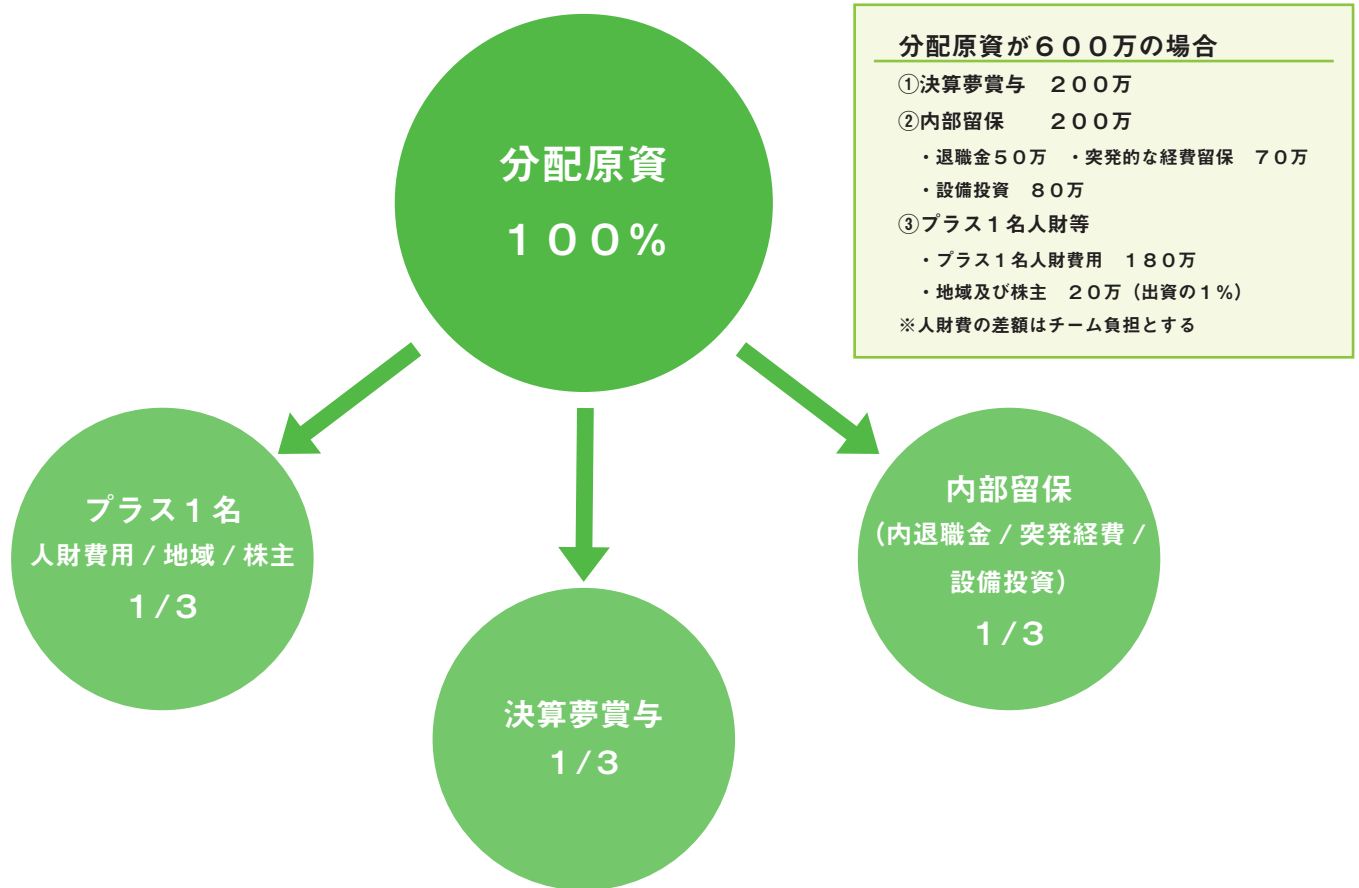 分配原資
１００％
分配原資が６００万の場合
①決算夢賞与　２００万
②内部留保　　２００万
・退職金５０万　・突発的な経費留保　７０万
・設備投資　８０万
③プラス１名人財等
・プラス１名人財費用　１８０万
・地域及び株主　２０万（出資の１％）
※人財費の差額はチーム負担とする
プラス１名
人財費用 / 地域 / 株主
１/３
決算夢賞与
１/３
内部留保
（内退職金 / 突発経費 /
設備投資）
１/３